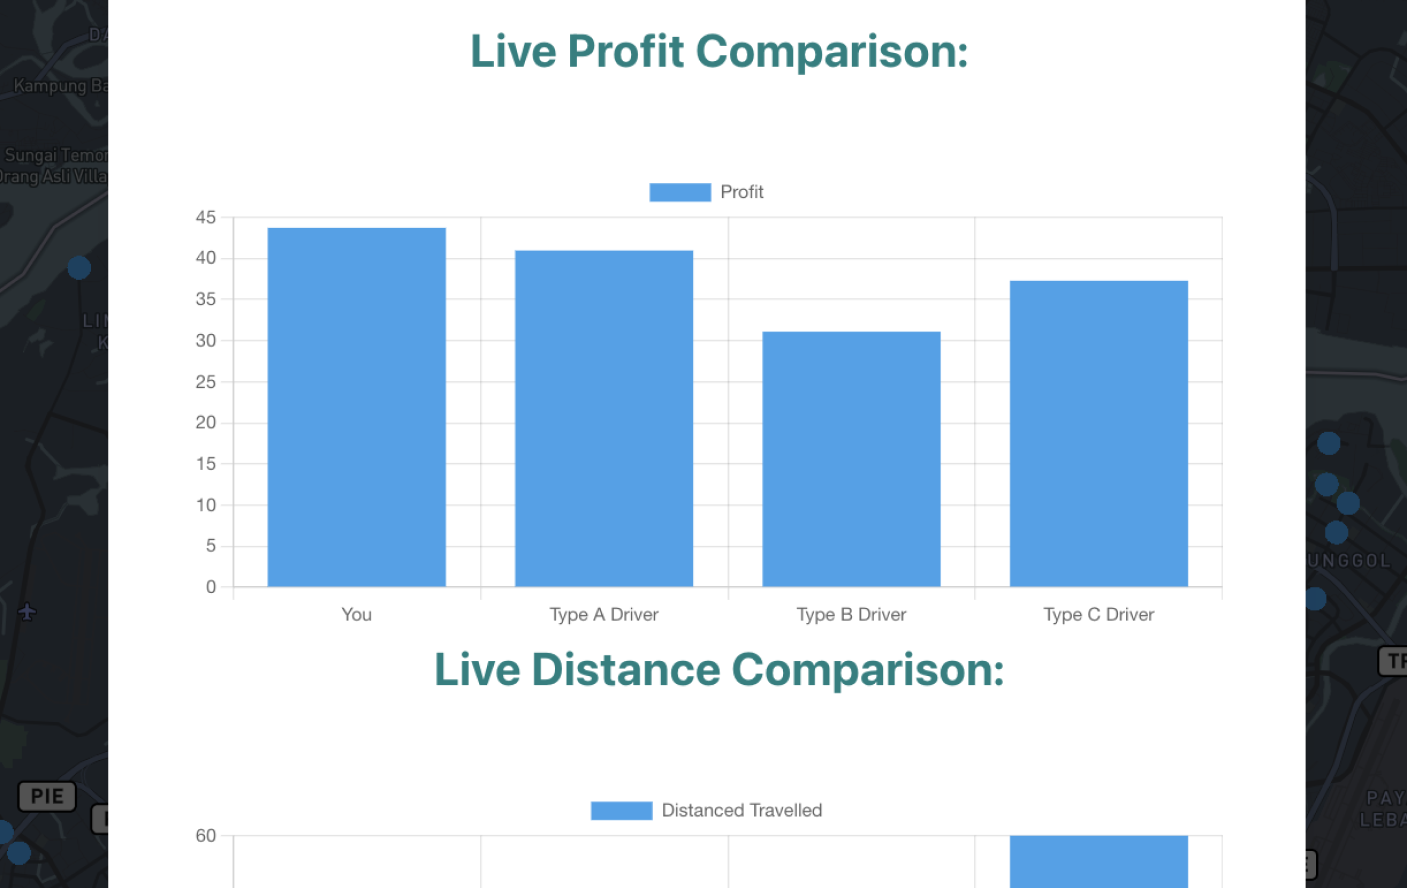 Live Profit Comparison:
Kampung Ba
Sungai Temor
Orang Asli Villa
Profit
45
40
35
30
25
20
15
10
5
0
You
Type A Driver
Type B Driver
Type C Driver
UNGGOL
Live Distance Comparison:
PIE
PAY
LEBA
Distanced Travelled
60